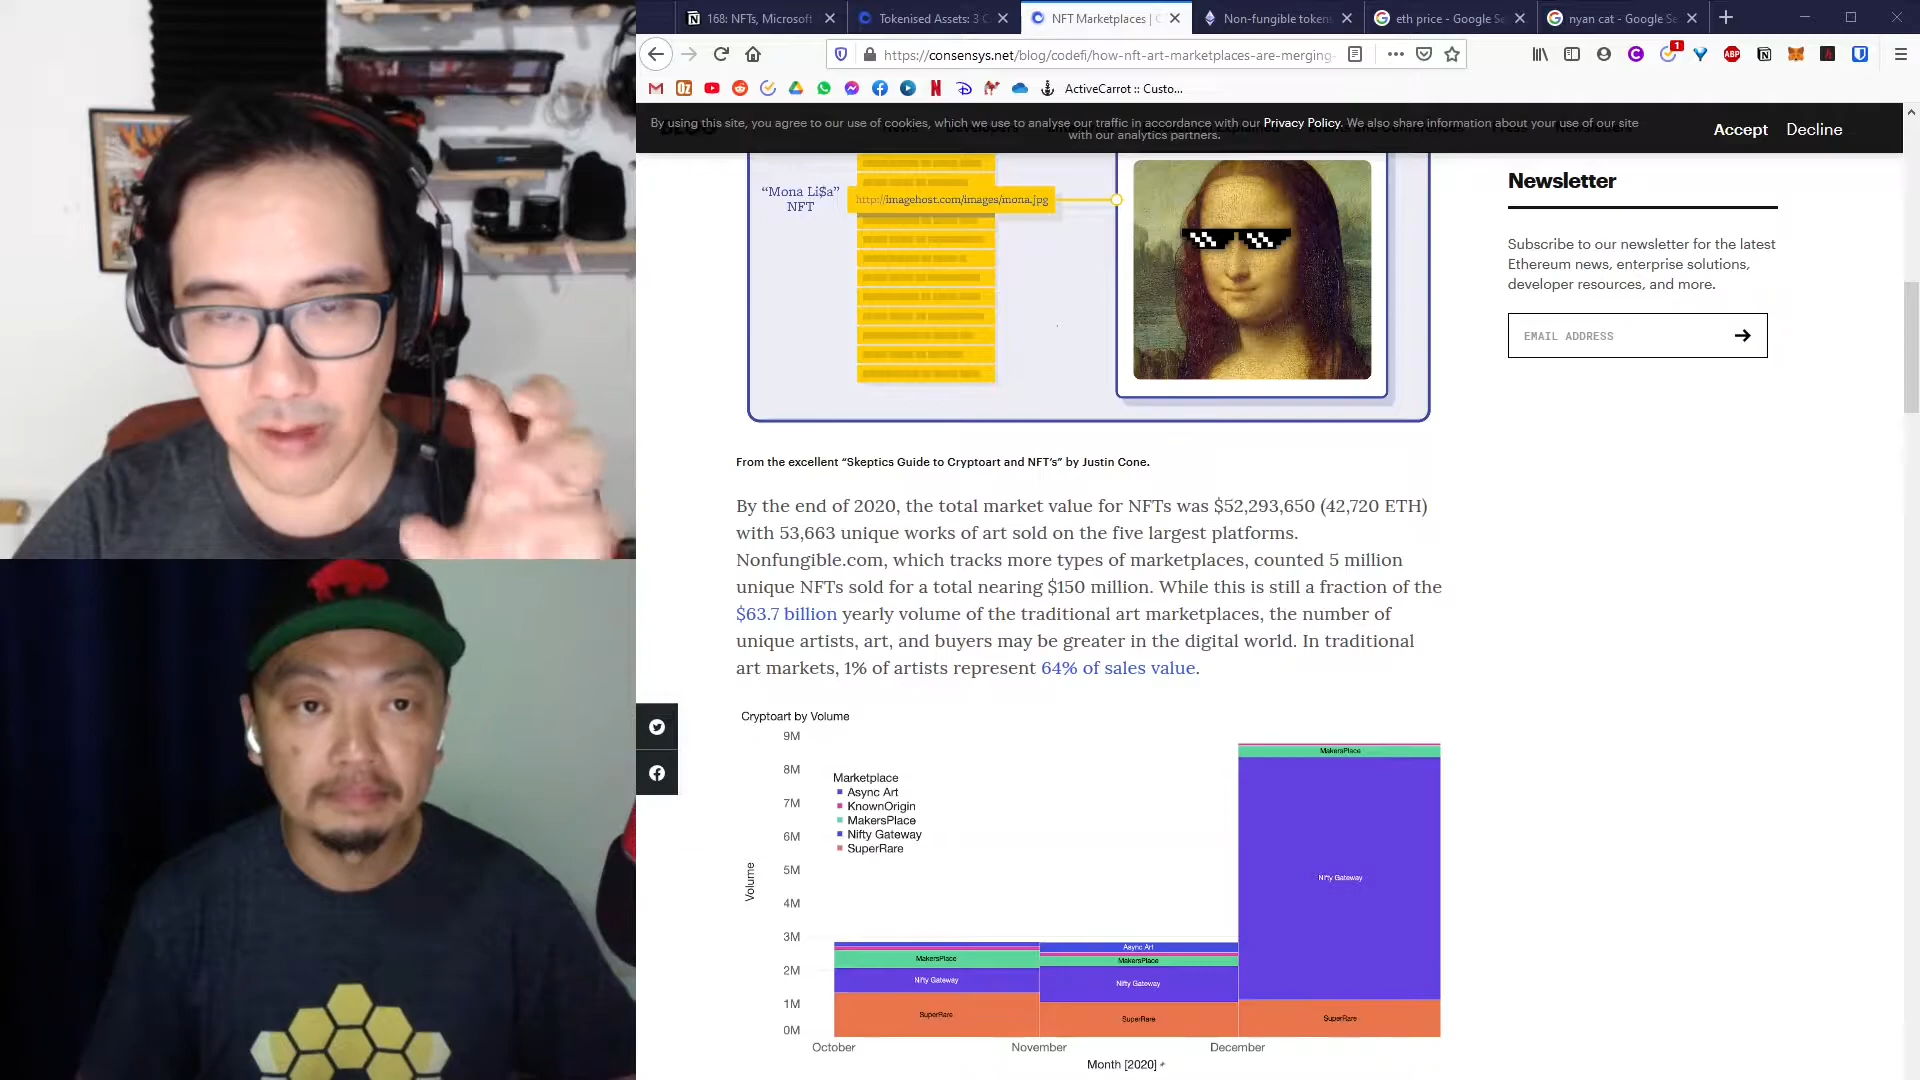 168: NFTs, Microsoft
Tokenised Assets: 3 C
NFT Marketplaces | C
Non-fungible tokens
eth price - Google Se
nyan cat - Google Se
https://consensys.net/blog/codefi/how-nft-art-marketplaces-are-merging-
1
ABP
ActiveCarrot :: Custo...
By using this site, you agree to our use of cookies, which we use to analyse our traffic in accordance with our Privacy Policy. We also share information about your use of our site
with our analytics partners.
Accept
Decline
“Mona Li$a”
NFT
http://imagehost.com/images/mona.jpg
Newsletter
Subscribe to our newsletter for the latest
Ethereum news, enterprise solutions,
developer resources, and more.
EMAIL ADDRESS
From the excellent “Skeptics Guide to Cryptoart and NFT’s” by Justin Cone.
By the end of 2020, the total market value for NFTs was $52,293,650 (42,720 ETH)
with 53,663 unique works of art sold on the five largest platforms.
Nonfungible.com, which tracks more types of marketplaces, counted 5 million
unique NFTs sold for a total nearing $150 million. While this is still a fraction of the
$63.7 billion yearly volume of the traditional art marketplaces, the number of
unique artists, art, and buyers may be greater in the digital world. In traditional
art markets, 1% of artists represent 64% of sales value.
Cryptoart by Volume
9M
8M
7M
6M
5M
4M
3M
2M
1M
0M
Volume
Marketplace
Async Art
KnownOrigin
MakersPlace
Nifty Gateway
SuperRare
MakersPlace
Nifty Gateway
SuperRare
Async Art
MakersPlace
Nifty Gateway
SuperRare
MakersPlace
Nifty Gateway
SuperRare
October
November
December
Month [2020]